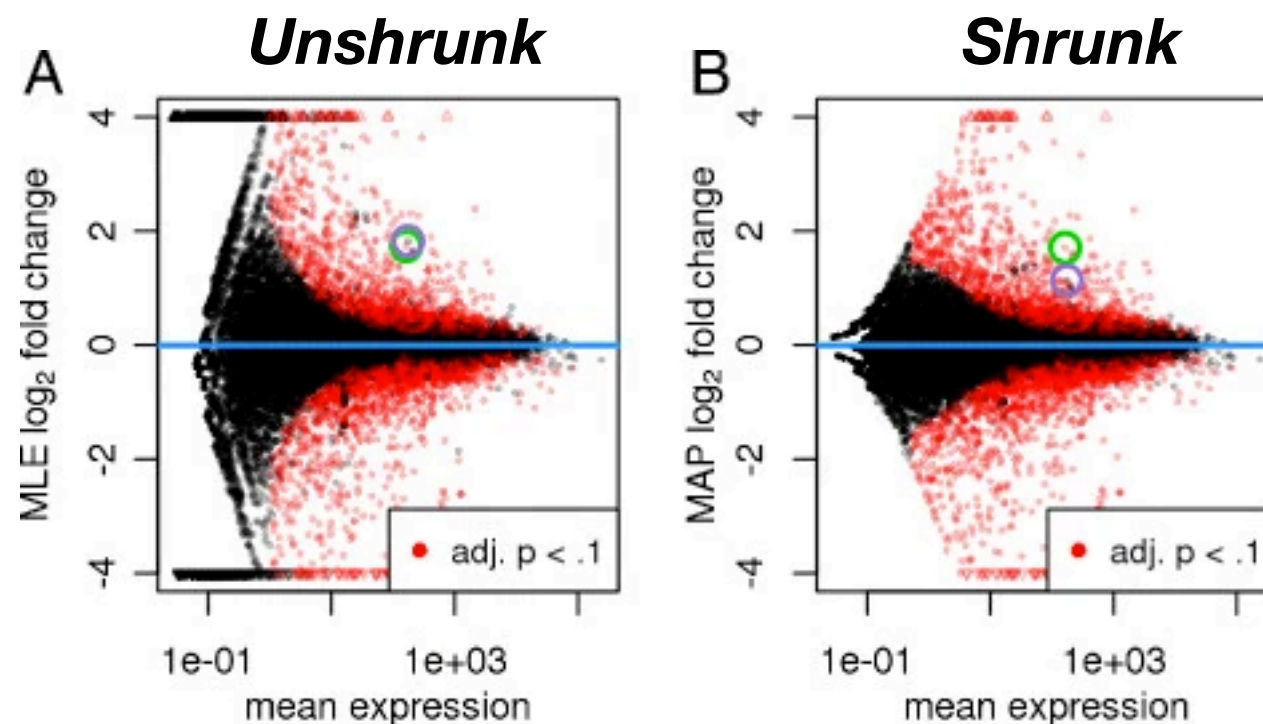 Unshrunk
Shrunk
A
MLE log2 fold change
4
2
0
-2
-4
adj. p < .1
1e-01
1e+03
mean expression
B
MAP log2 fold change
4
2
0
-2
-4
adj. p < .1
1e-01
1e+03
mean expression